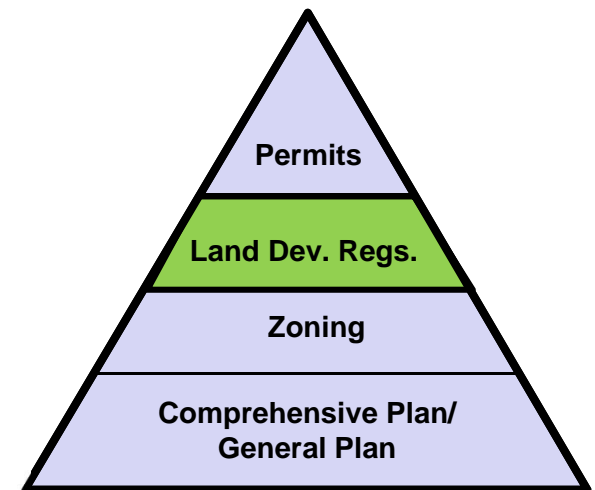 Permits
Land Dev. Regs.
Zoning
Comprehensive Plan/
General Plan